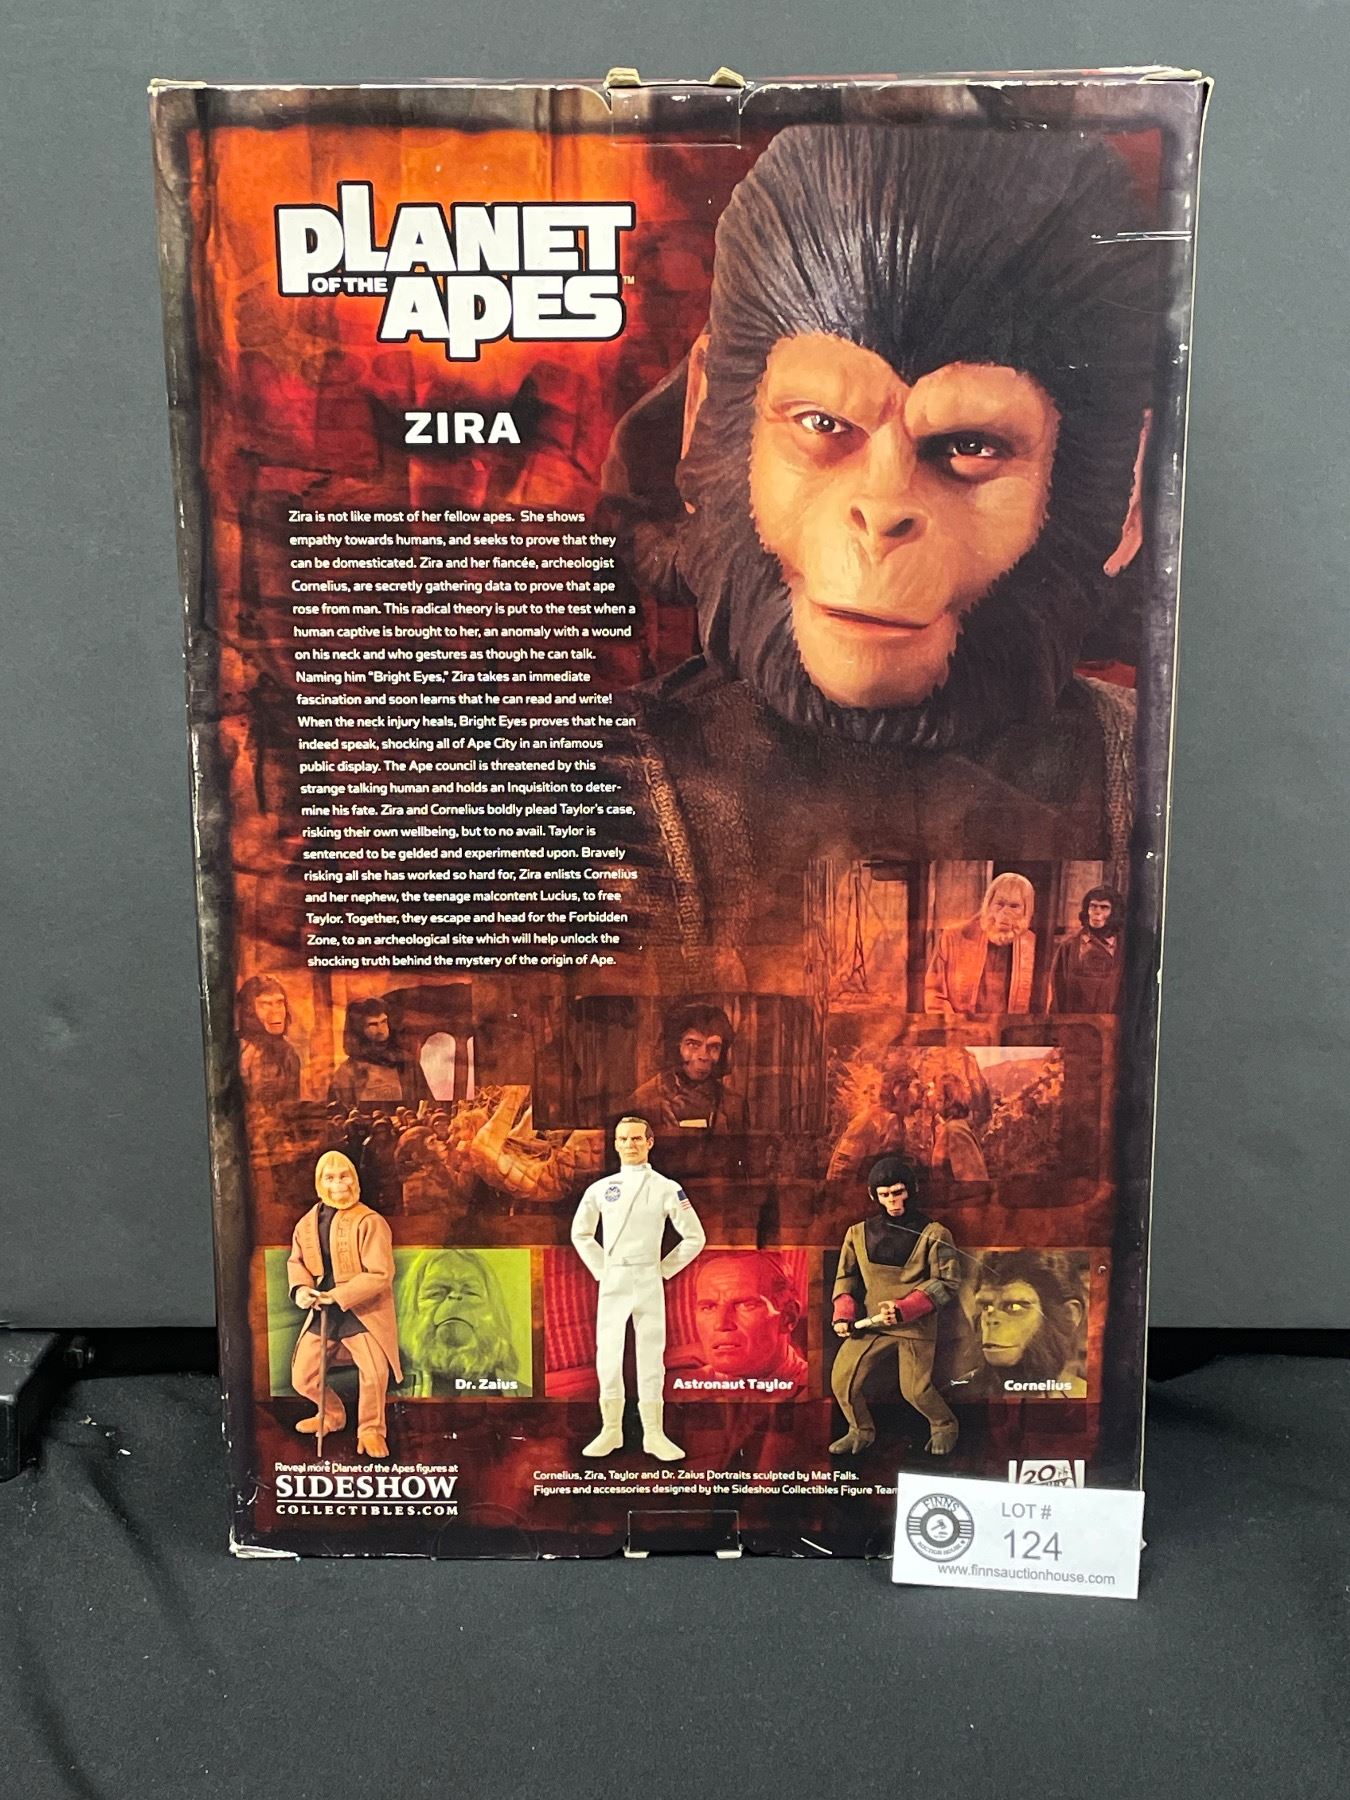 PLANET
OF THE
APES™
ZIRA
Zira is not like most of her fellow apes. She shows
empathy towards humans, and seeks to prove that they
can be domesticated. Zira and her fiancée, archeologist
Cornelius, are secretly gathering data to prove that ape
rose from man. This radical theory is put to the test when a
human captive is brought to her, an anomaly with a wound
on his neck and who gestures as though he can talk.
Naming him "Bright Eyes," Zira takes an immediate
fascination and soon learns that he can read and write!
When the neck injury heals, Bright Eyes proves that he can
indeed speak, shocking all of Ape City in an infamous
public display. The Ape council is threatened by this
strange talking human and holds an Inquisition to deter-
mine his fate. Zira and Cornelius boldly plead Taylor's case,
risking their own wellbeing, but to no avail. Taylor is
sentenced to be gelded and experimented upon. Bravely
risking all she has worked so hard for, Zira enlists Cornelius
and her nephew, the teenage malcontent Lucius, to free
Taylor. Together, they escape and head for the Forbidden
Zone, to an archeological site which will help unlock the
shocking truth behind the mystery of the origin of Ape.
Dr. Zaius
Astronaut Taylor
Cornelius
Reveal more Planet of the Apes figures at
SIDESHOW
COLLECTIBLES.COM
Cornelius, Zira, Taylor and Dr. Zaius Portraits sculpted by Mat Falls.
Figures and accessories designed by the Sideshow Collectibles Figure Team
20th
FINNS
AUCTION HOUSE
LOT #
124
www.finnsauctionhouse.com